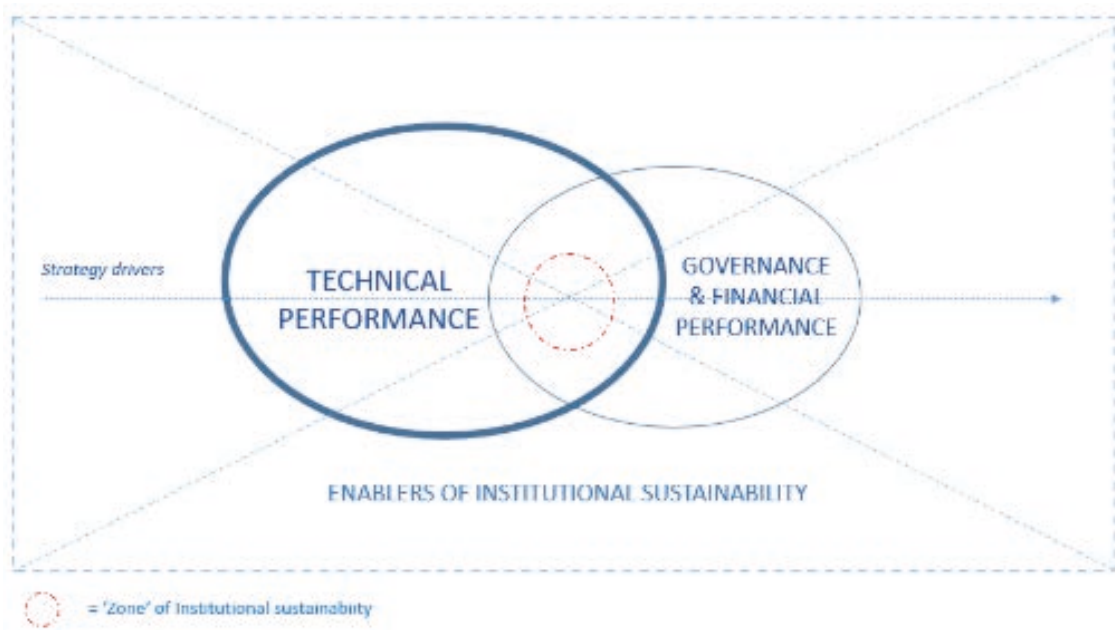 Strategy drivers
TECHNICAL
PERFORMANCE
GOVERNANCE
& FINANCIAL
PERFORMANCE
ENABLERS OF INSTITUTIONAL SUSTAINABILITY
= 'Zone' of Institutional sustainability